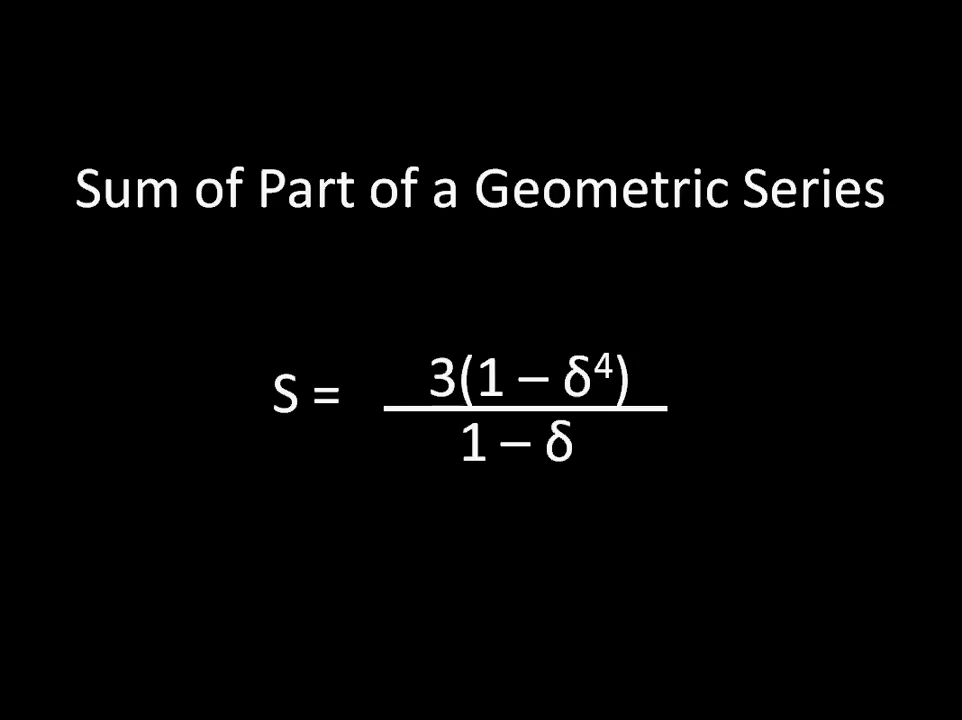 Sum of Part of a Geometric Series
S = 3(1 – δ⁴)
1 – δ